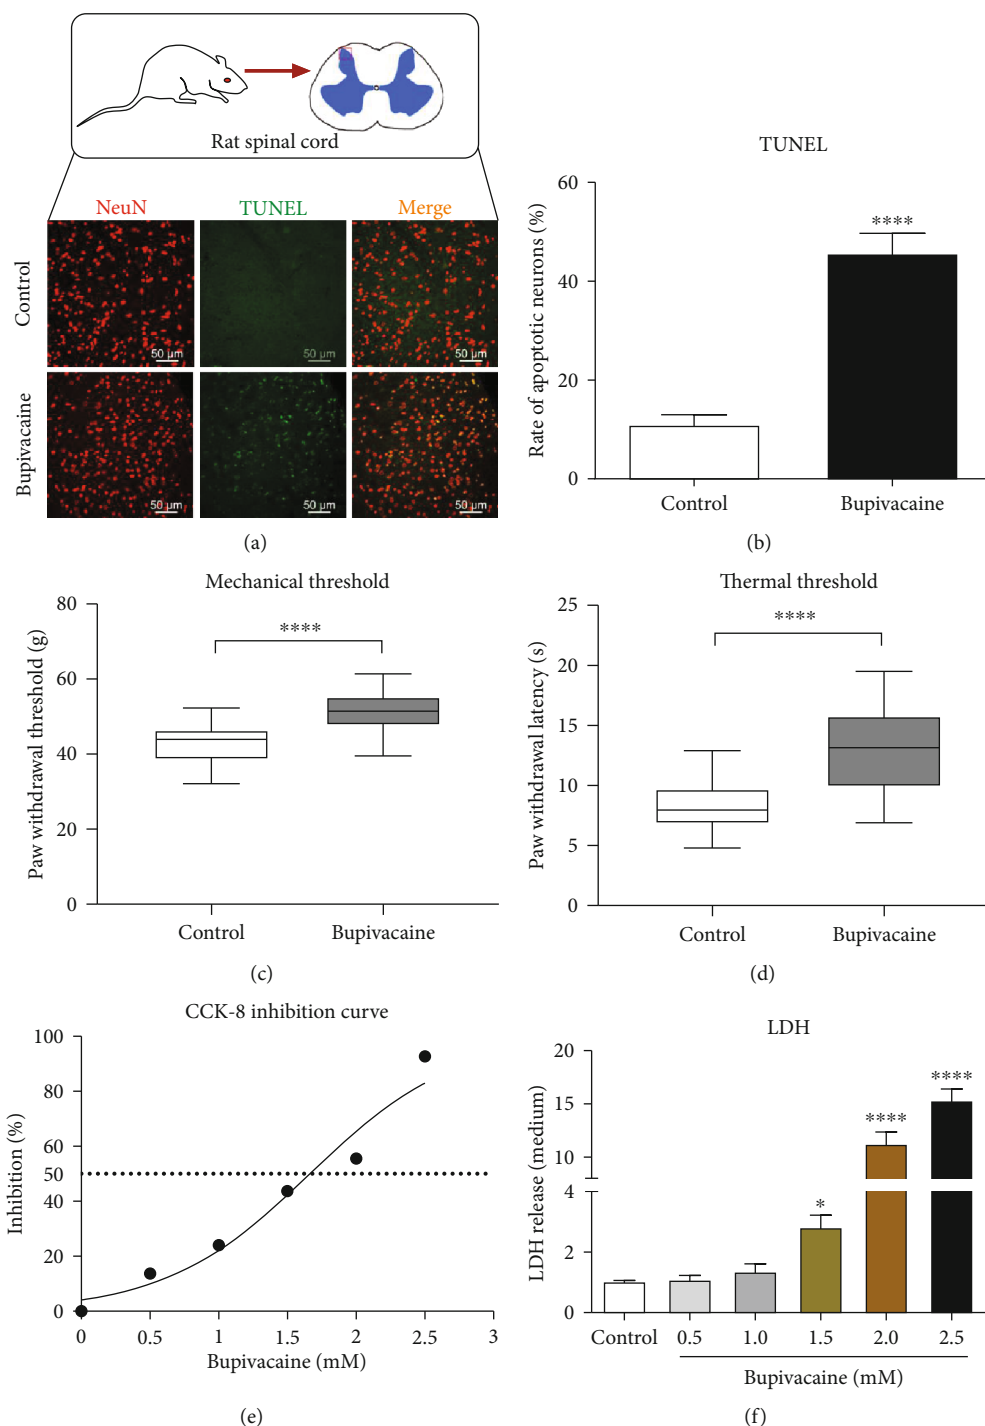 Rat spinal cord
NeuN TUNEL Merge
Control
50 μm 50 μm 50 μm
Bupivacaine
50 μm 50 μm 50 μm
(a)
TUNEL
Rate of apoptotic neurons (%)
60
40
20
0
****
Control Bupivacaine
(b)
Mechanical threshold
Paw withdrawal threshold (g)
80
60
40
20
0
****
Control Bupivacaine
(c)
Thermal threshold
Paw withdrawal latency (s)
25
20
15
10
5
0
****
Control Bupivacaine
(d)
CCK-8 inhibition curve
Inhibition (%)
100
80
60
50
40
20
0
0 0.5 1 1.5 2 2.5 3
Bupivacaine (mM)
(e)
LDH
LDH release (medium)
20
15
10
4
2
0
* **** ****
Control 0.5 1.0 1.5 2.0 2.5
Bupivacaine (mM)
(f)